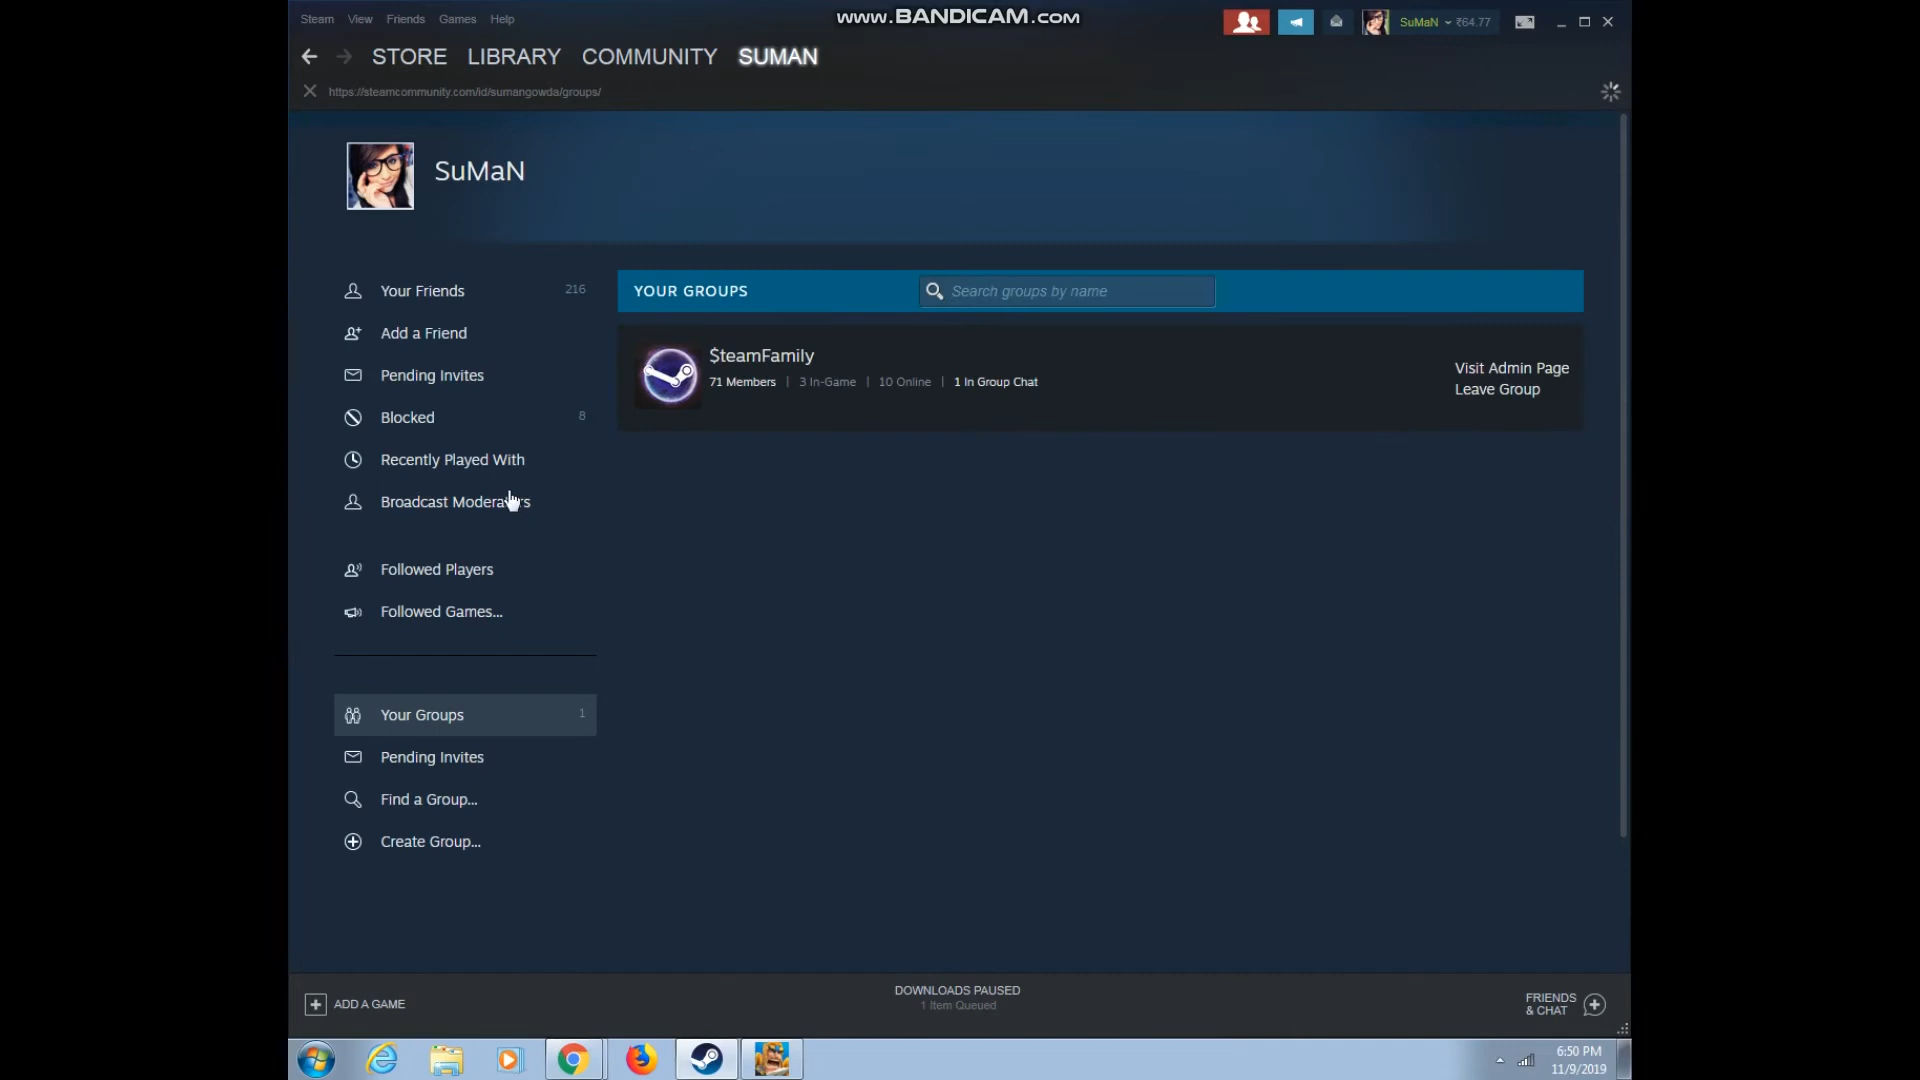 Steam View Friends Games Help
www.BANDICAM.com
SuMaN ₹64.77
STORE LIBRARY COMMUNITY SUMAN
https://steamcommunity.com/id/sumangowda/groups/
SuMaN
Your Friends 216
Add a Friend
Pending Invites
Blocked 8
Recently Played With
Broadcast Moderators
Followed Players
Followed Games...
Your Groups 1
Pending Invites
Find a Group...
Create Group...
YOUR GROUPS
Search groups by name
$teamFamily
71 Members | 3 In-Game | 10 Online | 1 In Group Chat
Visit Admin Page
Leave Group
ADD A GAME
DOWNLOADS PAUSED
1 Item Queued
FRIENDS
& CHAT
6:50 PM
11/9/2019